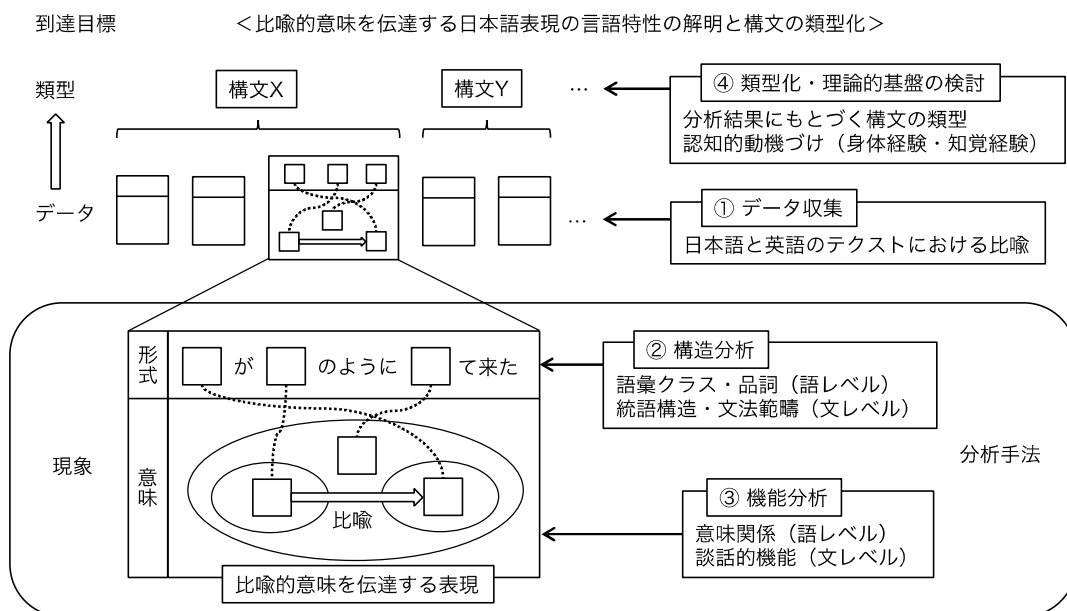 到達目標
＜比喩的意味を伝達する日本語表現の言語特性の解明と構文の類型化＞
類型
構文X
構文Y
…
④ 類型化・理論的基盤の検討
分析結果にもとづく構文の類型
認知的動機づけ（身体経験・知覚経験）
データ
…
① データ収集
日本語と英語のテクストにおける比喩
現象
形式
が
のように
て来た
意味
比喩
比喩的意味を伝達する表現
② 構造分析
語彙クラス・品詞（語レベル）
統語構造・文法範疇（文レベル）
分析手法
③ 機能分析
意味関係（語レベル）
談話的機能（文レベル）